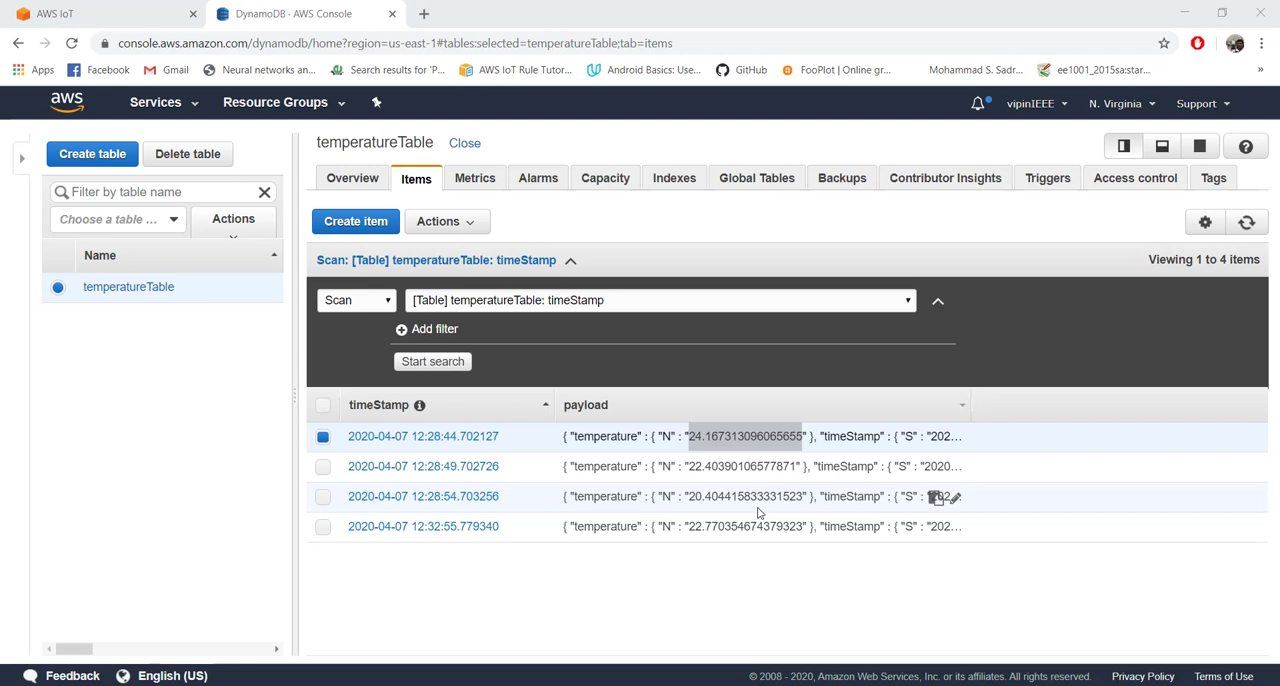 AWS IoT
DynamoDB · AWS Console
console.aws.amazon.com/dynamodb/home?region=us-east-1#tables:selected=temperatureTable;tab=items
Apps Facebook Gmail Neural networks an... Search results for 'P... AWS IoT Rule Tutor... Android Basics: Use... GitHub FooPlot | Online gr... Mohammad S. Sadr... ee1001_2015sa:star... »
aws Services Resource Groups vipinIEEE N. Virginia Support
Create table Delete table
Filter by table name
Choose a table ... Actions
Name
temperatureTable
temperatureTable Close
Overview Items Metrics Alarms Capacity Indexes Global Tables Backups Contributor Insights Triggers Access control Tags
Create item Actions
Scan: [Table] temperatureTable: timeStamp Viewing 1 to 4 items
Scan [Table] temperatureTable: timeStamp
Add filter
Start search
timeStamp payload
2020-04-07 12:28:44.702127 { "temperature" : { "N" : "24.167313096065655" }, "timeStamp" : { "S" : "202...
2020-04-07 12:28:49.702726 { "temperature" : { "N" : "22.40390106577871" }, "timeStamp" : { "S" : "2020...
2020-04-07 12:28:54.703256 { "temperature" : { "N" : "20.404415833331523" }, "timeStamp" : { "S" : "202...
2020-04-07 12:32:55.779340 { "temperature" : { "N" : "22.770354674379323" }, "timeStamp" : { "S" : "202...
Feedback English (US) © 2008 - 2020, Amazon Web Services, Inc. or its affiliates. All rights reserved. Privacy Policy Terms of Use